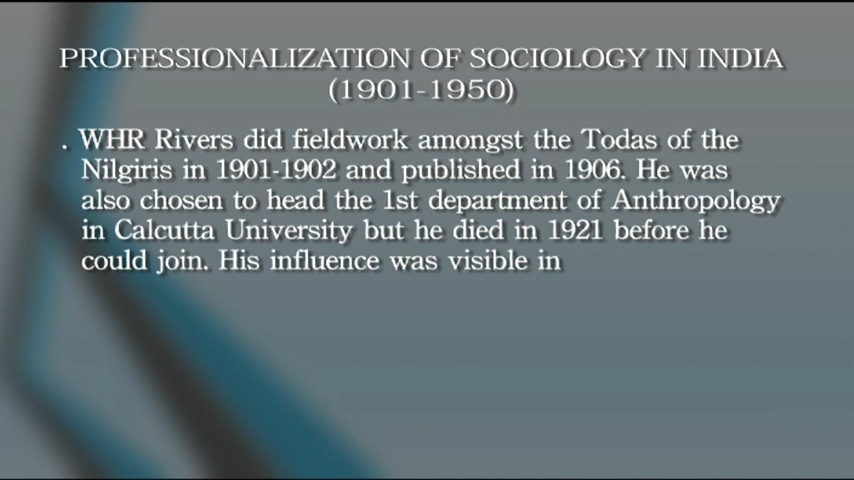 PROFESSIONALIZATION OF SOCIOLOGY IN INDIA
(1901-1950)
. WHR Rivers did fieldwork amongst the Todas of the
Nilgiris in 1901-1902 and published in 1906. He was
also chosen to head the 1st department of Anthropology
in Calcutta University but he died in 1921 before he
could join. His influence was visible in